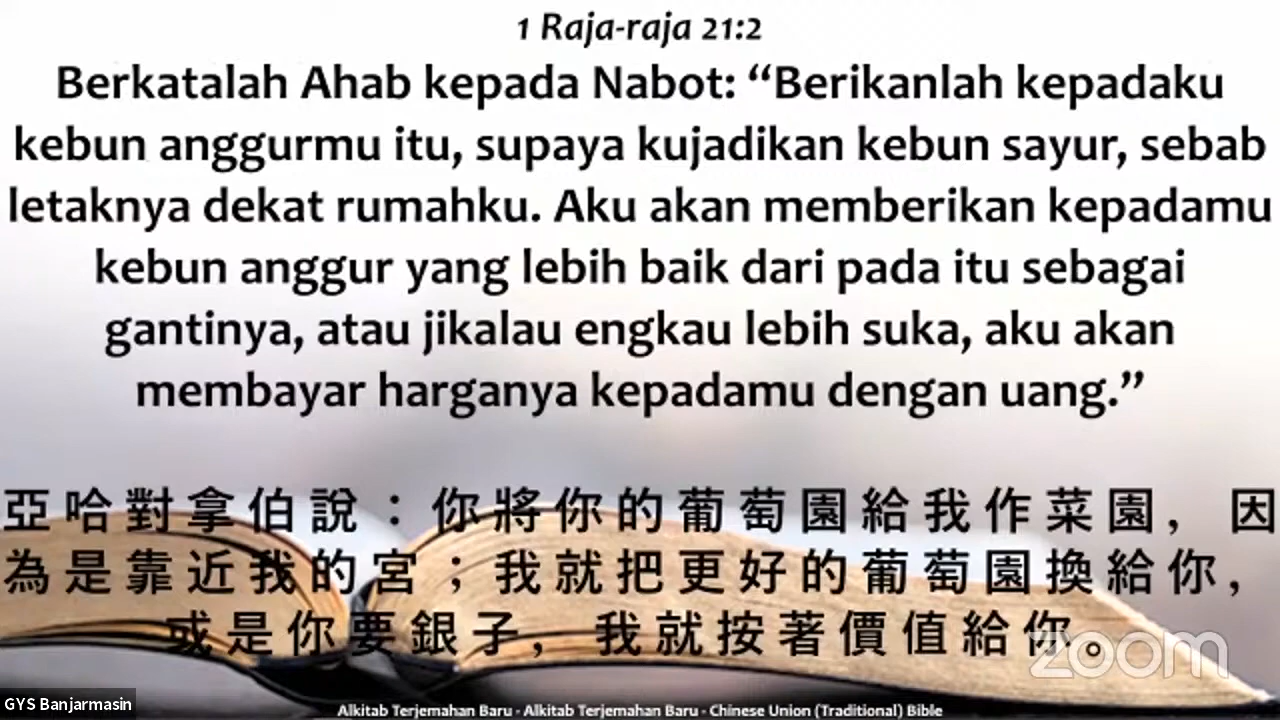 1 Raja-raja 21:2
Berkatalah Ahab kepada Nabot: “Berikanlah kepadaku
kebun anggurmu itu, supaya kujadikan kebun sayur, sebab
letaknya dekat rumahku. Aku akan memberikan kepadamu
kebun anggur yang lebih baik dari pada itu sebagai
gantinya, atau jikalau engkau lebih suka, aku akan
membayar harganya kepadamu dengan uang.”
亞哈對拿伯說：你將你的葡萄園給我作菜園，因
為是靠近我的宮；我就把更好的葡萄園換給你，
或是你要銀子，我就按著價值給你。
zoom
GYS Banjarmasin
Alkitab Terjemahan Baru - Alkitab Terjemahan Baru - Chinese Union (Traditional) Bible